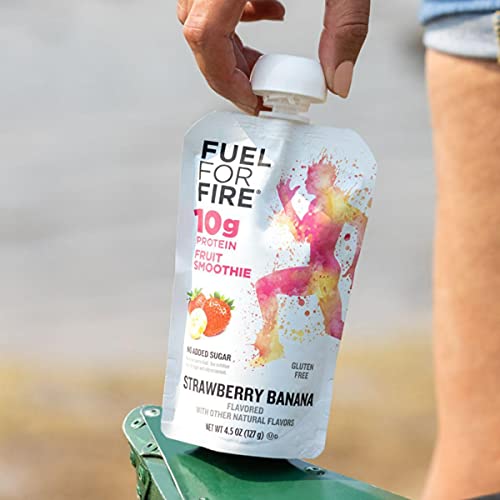 FUEL
FOR
FIRE®
10g
PROTEIN
FRUIT
SMOOTHIE
NO ADDED SUGAR
GLUTEN
FREE
STRAWBERRY BANANA
FLAVORED
WITH OTHER NATURAL FLAVORS
NET WT 4.5 OZ (127 g)